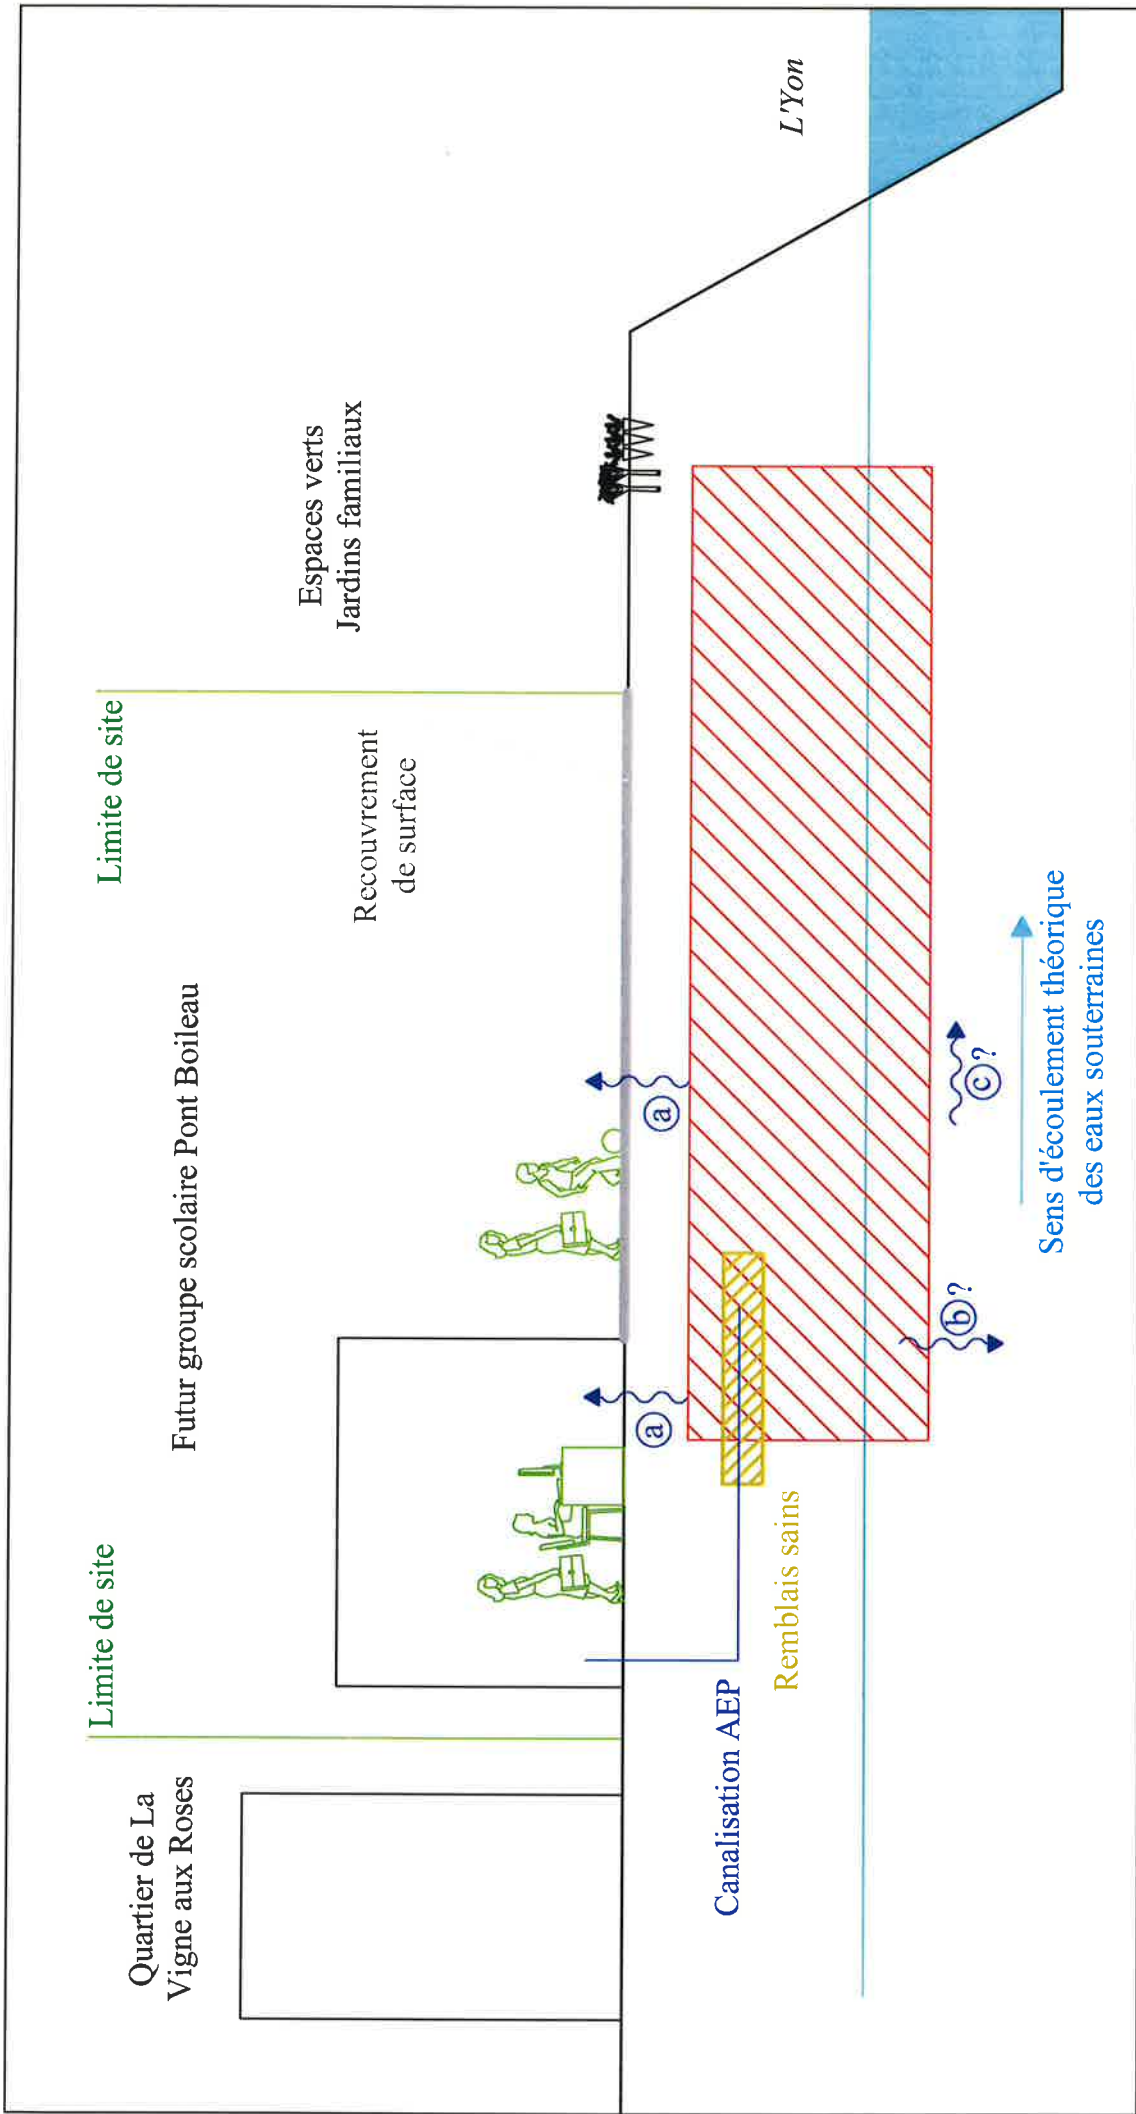 Quartier de La
Vigne aux Roses
Limite de site
Futur groupe scolaire Pont Boileau
Limite de site
Recouvrement
de surface
Espaces verts
Jardins familiaux
L'Yon
a
a
Canalisation AEP
Remblais sains
b ?
c ?
Sens d'écoulement théorique
des eaux souterraines